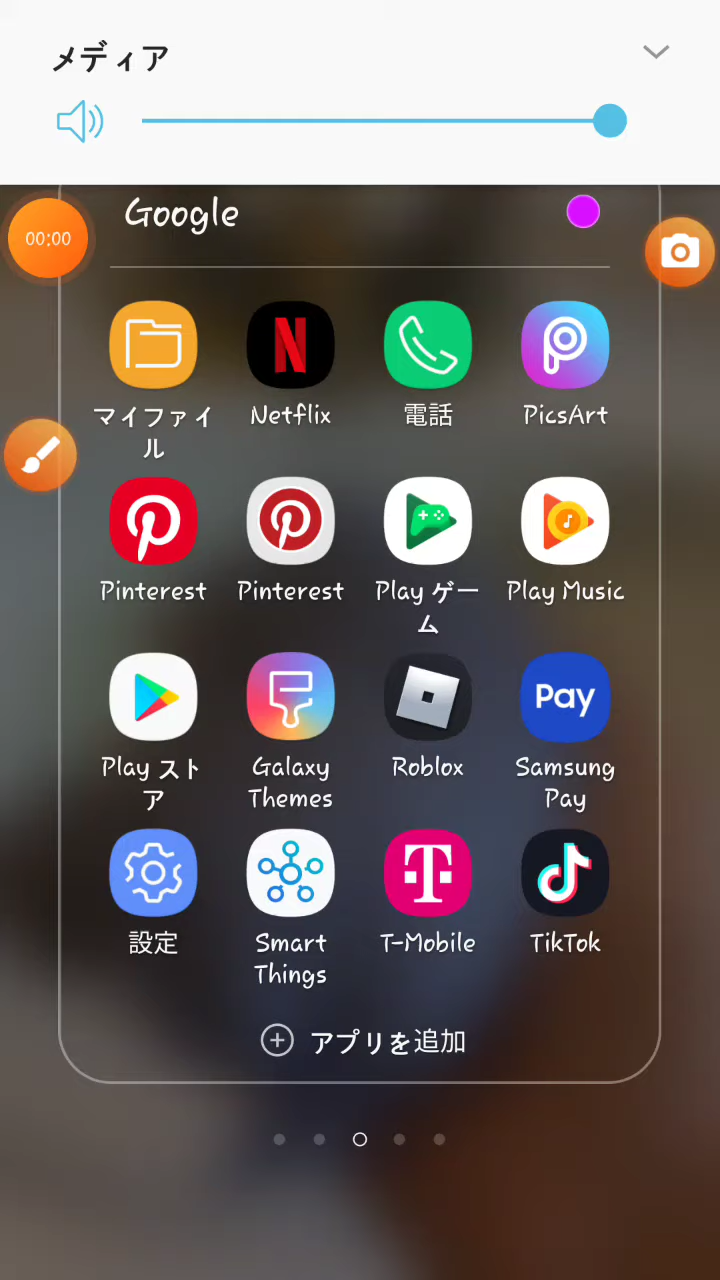 メディア
Google
00:00
マイファイ
ル
Netflix
電話
PicsArt
Pinterest
Pinterest
Play ゲー
ム
Play Music
Play スト
ア
Galaxy
Themes
Roblox
Pay
Samsung
Pay
設定
Smart
Things
T-Mobile
TikTok
アプリを追加